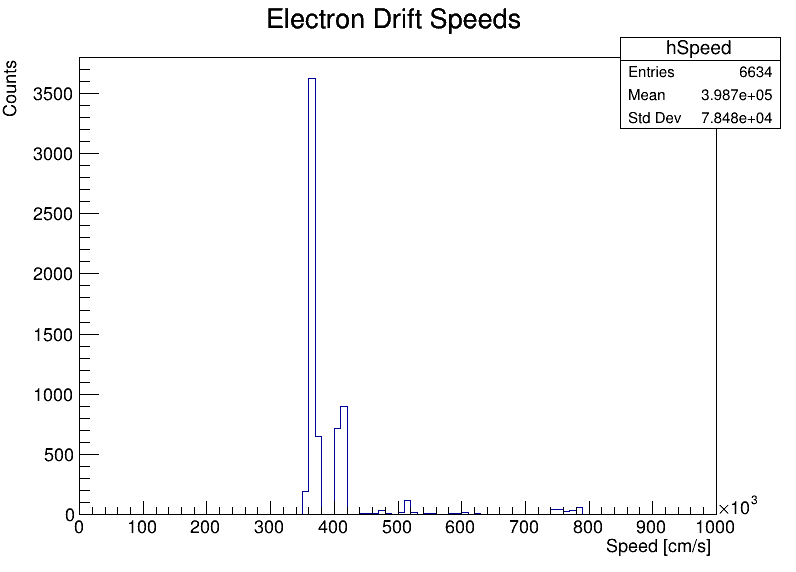 Electron Drift Speeds
hSpeed
Entries 6634
Mean 3.987e+05
Std Dev 7.848e+04
Counts
3500
3000
2500
2000
1500
1000
500
0
0 100 200 300 400 500 600 700 800 900 1000
×10³
Speed [cm/s]